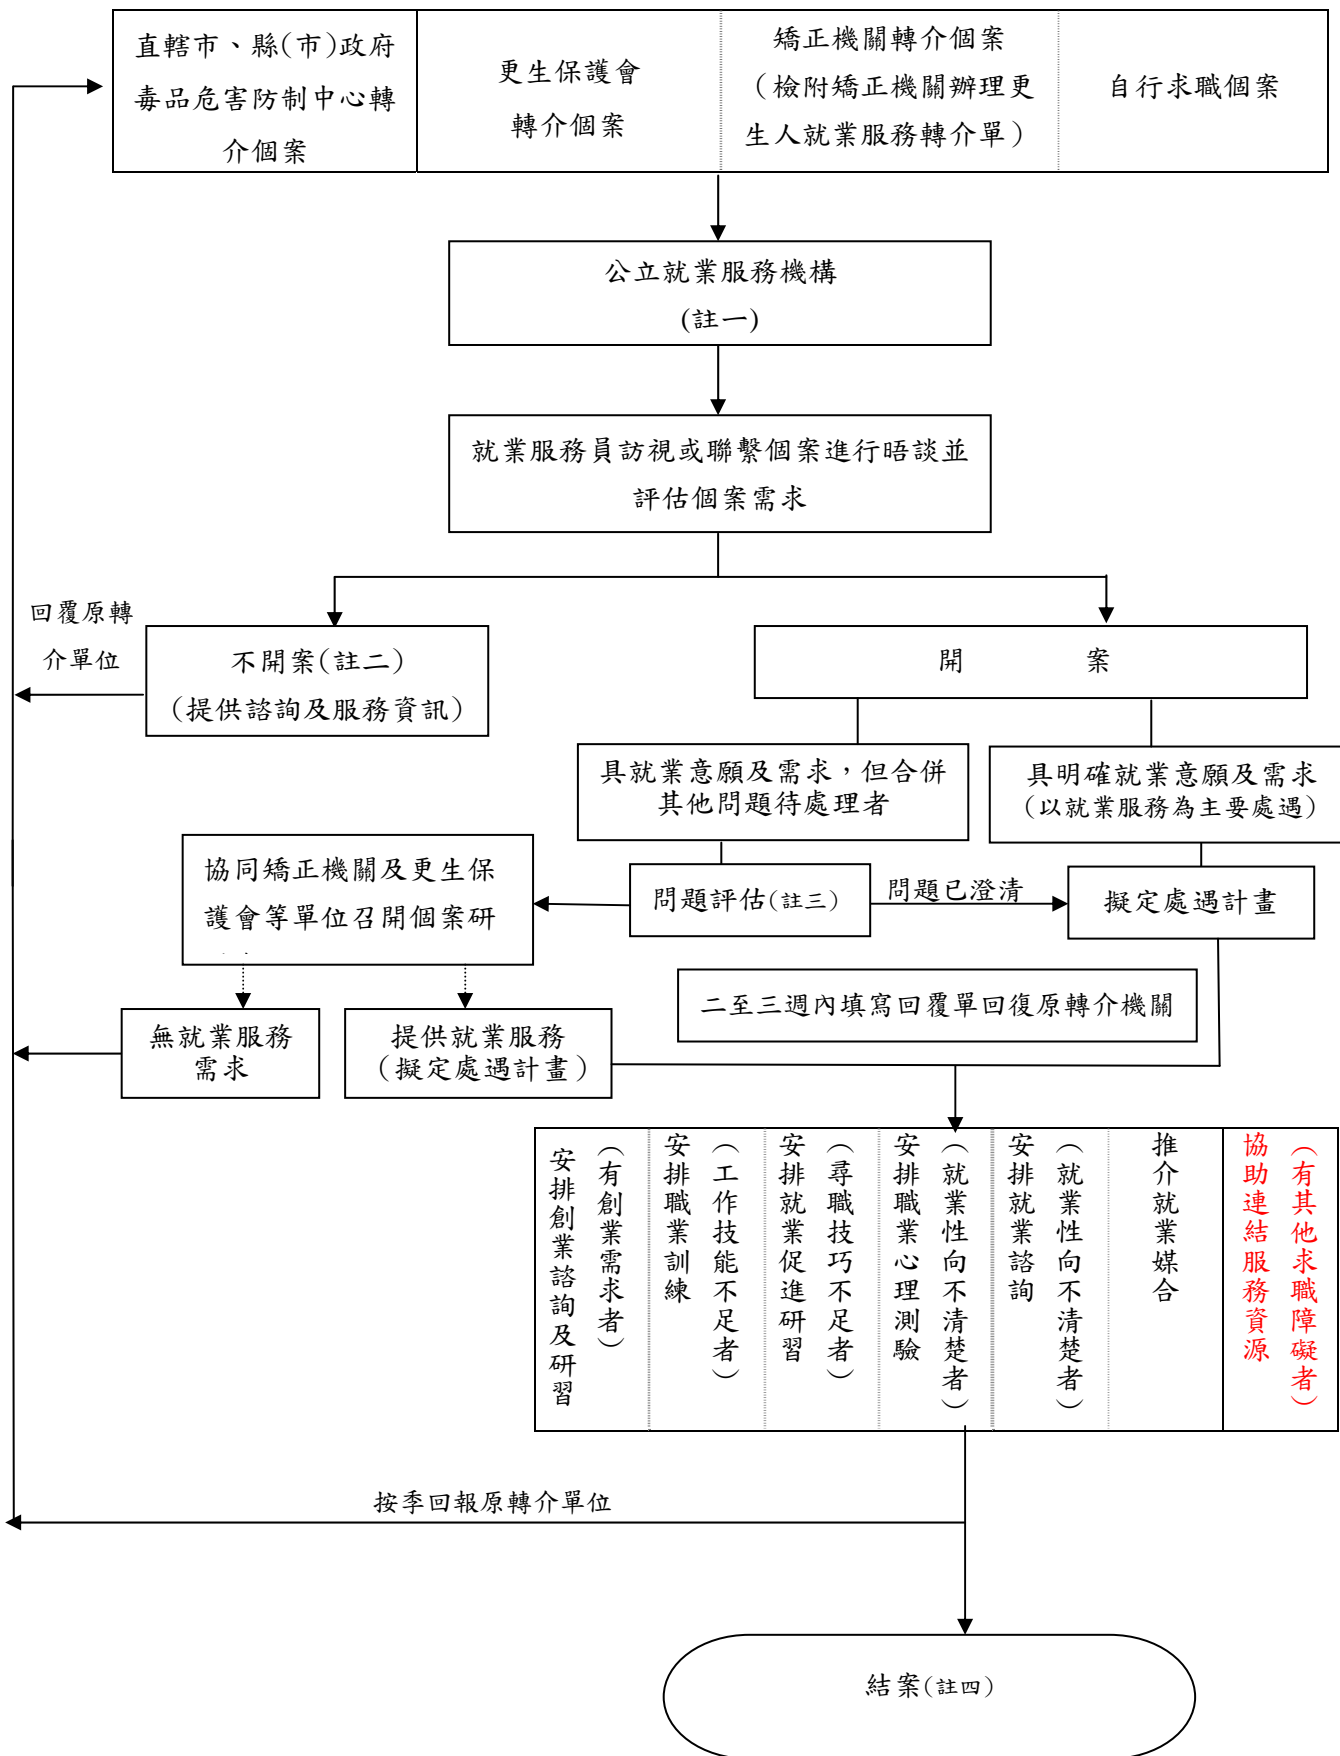 直轄市、縣(市)政府
毒品危害防制中心轉
介個案
更生保護會
轉介個案
矯正機關轉介個案
（檢附矯正機關辦理更
生人就業服務轉介單）
自行求職個案
公立就業服務機構
(註一)
就業服務員訪視或聯繫個案進行晤談並
評估個案需求
回覆原轉
介單位
不開案(註二)
（提供諮詢及服務資訊）
開　　　　案
具就業意願及需求，但合併
其他問題待處理者
具明確就業意願及需求
（以就業服務為主要處遇）
協同矯正機關及更生保
護會等單位召開個案研
問題評估(註三)
問題已澄清
擬定處遇計畫
二至三週內填寫回覆單回復原轉介機關
無就業服務
需求
提供就業服務
（擬定處遇計畫）
（有創業需求者）
安排創業諮詢及研習
（工作技能不足者）
安排職業訓練
（尋職技巧不足者）
安排就業促進研習
（就業性向不清楚者）
安排職業心理測驗
（就業性向不清楚者）
安排就業諮詢
推介就業媒合
（有其他求職障礙者）
協助連結服務資源
按季回報原轉介單位
結案(註四)